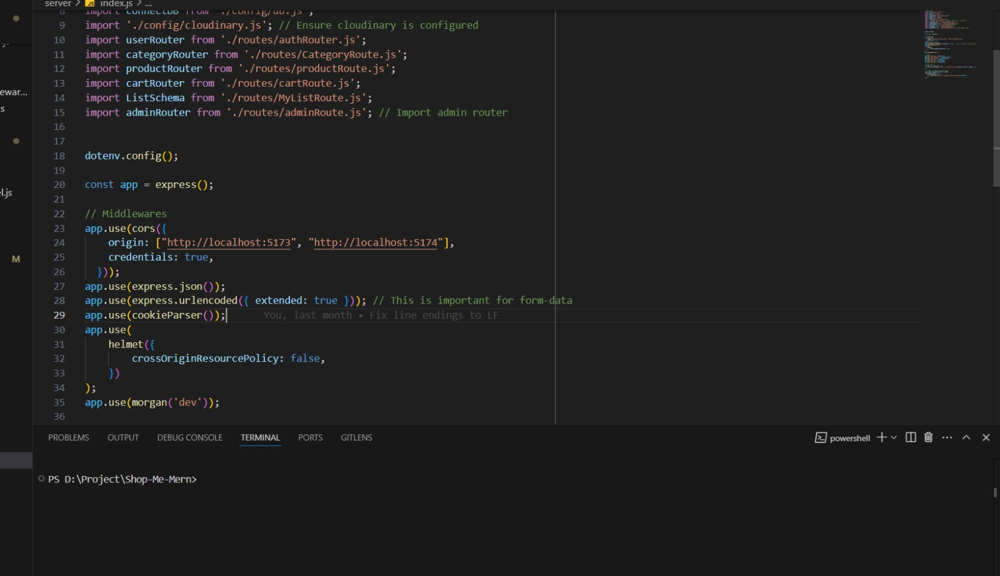 server > JS index.js > ...
8 import connectDB from './config/db.js';
9 import './config/cloudinary.js'; // Ensure cloudinary is configured
10 import userRouter from './routes/authRouter.js';
11 import categoryRouter from './routes/CategoryRoute.js';
12 import productRouter from './routes/productRoute.js';
13 import cartRouter from './routes/cartRoute.js';
14 import ListSchema from './routes/MyListRoute.js';
15 import adminRouter from './routes/adminRoute.js'; // Import admin router
16
17
18 dotenv.config();
19
20 const app = express();
21
22 // Middlewares
23 app.use(cors({
24 origin: ["http://localhost:5173", "http://localhost:5174"],
25 credentials: true,
26 }));
27 app.use(express.json());
28 app.use(express.urlencoded({ extended: true })); // This is important for form-data
29 app.use(cookieParser()); You, last month • Fix line endings to LF
30 app.use(
31 helmet({
32 crossOriginResourcePolicy: false,
33 })
34 );
35 app.use(morgan('dev'));
36
ewar...
s
l.js
M
PROBLEMS OUTPUT DEBUG CONSOLE TERMINAL PORTS GITLENS
powershell
PS D:\Project\Shop-Me-Mern>